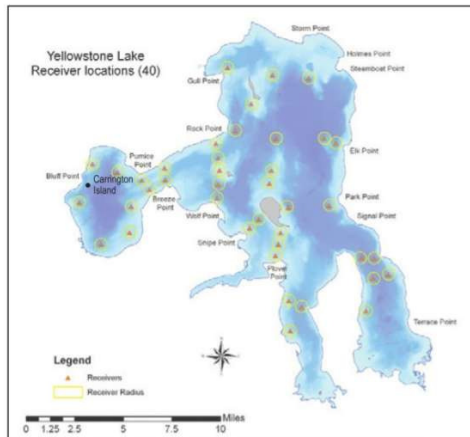 Storm Point
Yellowstone Lake
Receiver locations (40)
Holmes Point
Steamboat Point
Gull Point
Rock Point
Elk Point
Pumice
Point
Bluff Point
Carrington
Island
Breeze
Point
Park Point
Wolf Point
Signal Point
Snipe Point
Plover
Point
Terrace Point
Legend
Receivers
Receiver Radius
Miles
0 1.25 2.5 5 7.5 10